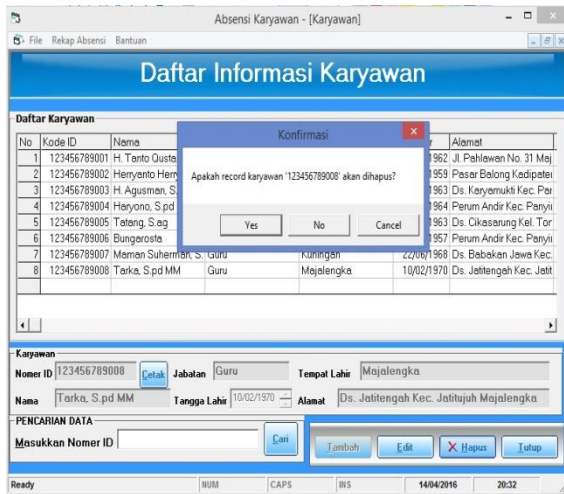 Absensi Karyawan - [Karyawan]
File Rekap Absensi Bantuan
Daftar Informasi Karyawan
Daftar Karyawan
No Kode ID Nama Alamat
1 123456789001 H. Tanto Qusta 1962 Jl. Pahlawan No. 31 Maj
2 123456789002 Herryanto Herry 1959 Pasar Balong Kadipaten
3 123456789003 H. Agusman, S. 1963 Ds. Karyamukti Kec. Par
4 123456789004 Haryono, S.pd 1964 Perum Andir Kec. Panyi
5 123456789005 Tatang, S.ag 1963 Ds. Cikasarung Kel. Tor
6 123456789006 Bungarosta 1957 Perum Andir Kec. Panyi
7 123456789007 Maman Suherman, S. Guru Kuningan 22/06/1968 Ds. Babakan Jawa Kec.
8 123456789008 Tarka, S.pd MM Guru Majalengka 10/02/1970 Ds. Jatitengah Kec. Jatit
Konfirmasi
Apakah record karyawan '123456789008' akan dihapus?
Yes No Cancel
Karyawan
Nomer ID 123456789008 Cetak Jabatan Guru Tempat Lahir Majalengka
Nama Tarka, S.pd MM Tangga Lahir 10/02/1970 Alamat Ds. Jatitengah Kec. Jatitujuh Majalengka
PENCARIAN DATA
Masukkan Nomer ID Cari Tambah Edit Hapus Tutup
Ready NUM CAPS INS 14/04/2016 20:32